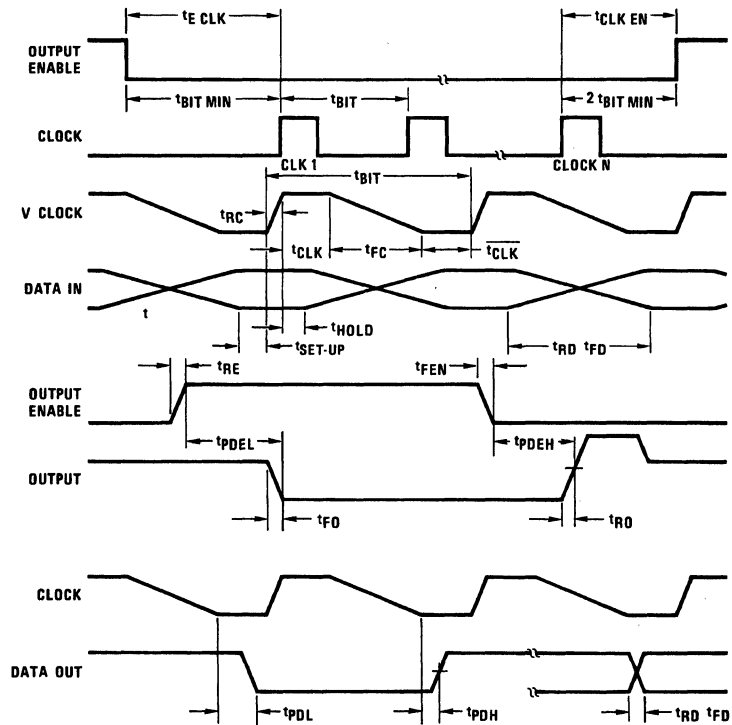 tE CLK
tCLK EN
OUTPUT
ENABLE
tBIT MIN
tBIT
2 tBIT MIN
CLOCK
CLK 1
CLOCK N
tBIT
V CLOCK
tRC
tCLK
tFC
tCLK
DATA IN
t
tHOLD
tSET-UP
tRD tFD
tRE
tFEN
OUTPUT
ENABLE
tPDEL
tPDEH
OUTPUT
tFO
tRO
CLOCK
DATA OUT
tPDL
tPDH
tRD tFD